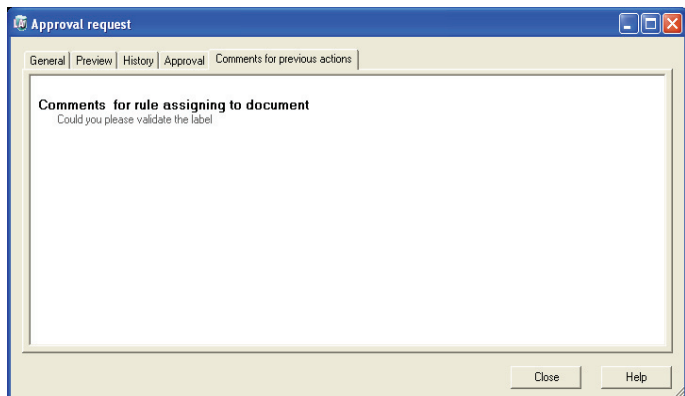 Approval request
General Preview History Approval Comments for previous actions
Comments for rule assigning to document
Could you please validate the label
Close Help